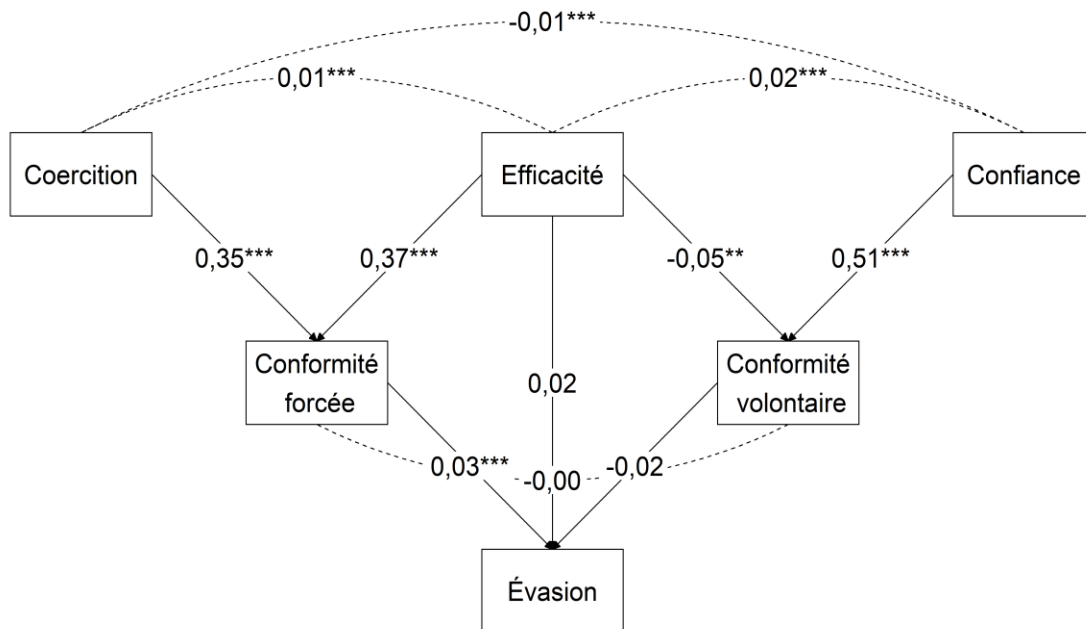 -0,01***
0,01***
0,02***
Coercition
Efficacité
Confiance
0,35***
0,37***
-0,05**
0,51***
Conformité
forcée
Conformité
volontaire
0,02
0,03***
-0,00
-0,02
Évasion